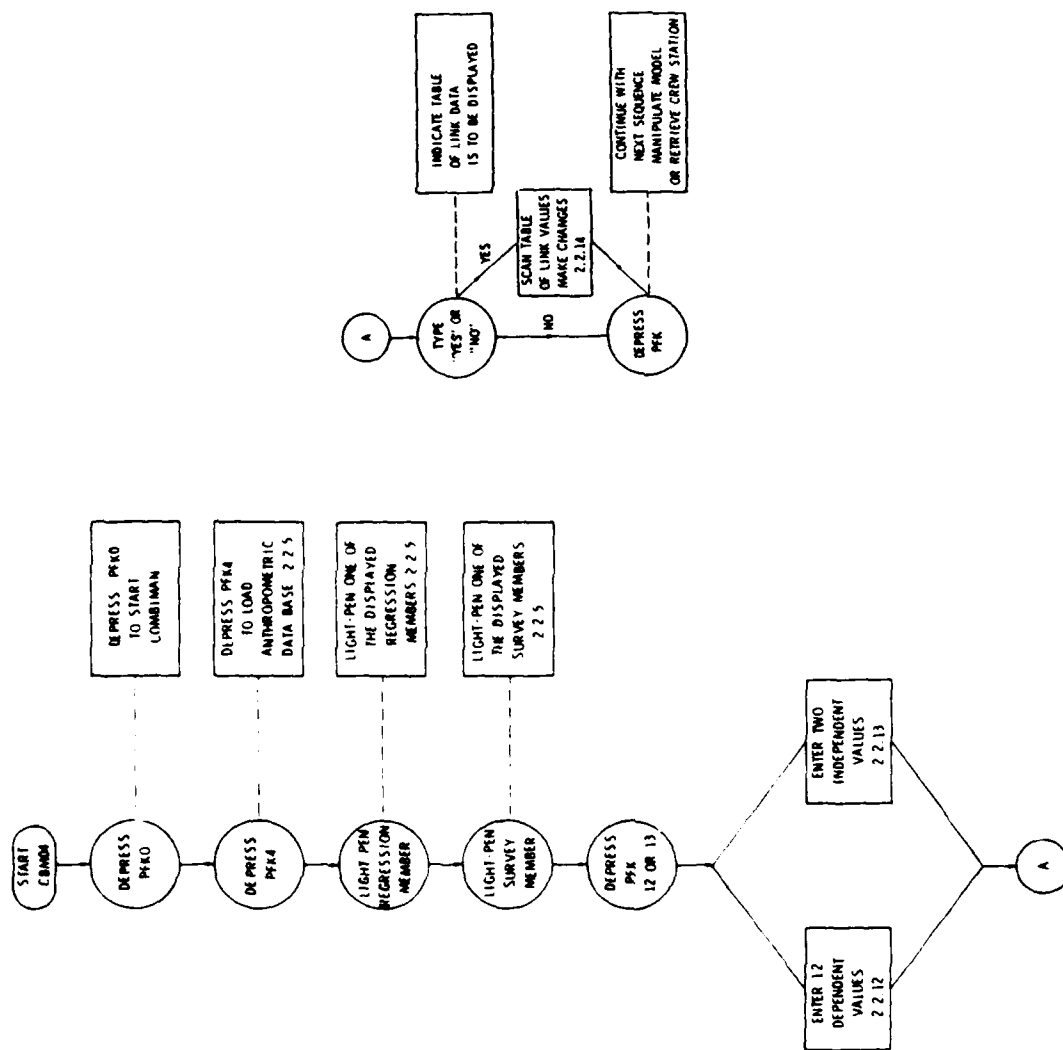 START
CBM04
DEPRESS
PFK0
DEPRESS PFK0
TO START
COMBIMAN
DEPRESS
PFK4
DEPRESS PFK4
TO LOAD
ANTHROPOMETRIC
DATA BASE 2 2 5
LIGHT PEN
REGRESSION
MEMBER
LIGHT-PEN ONE OF
THE DISPLAYED
REGRESSION
MEMBERS 2 2 5
LIGHT-PEN
SURVEY
MEMBER
LIGHT-PEN ONE OF
THE DISPLAYED
SURVEY MEMBERS
2 2 5
DEPRESS
PFK
12 OR 13
ENTER 12
DEPENDENT
VALUES
2 2 12
ENTER TWO
INDEPENDENT
VALUES
2 2.13
A
A
TYPE
"YES" OR
"NO"
INDICATE TABLE
OF LINK DATA
IS TO BE DISPLAYED
YES
NO
SCAN TABLE
OF LINK VALUES
MAKE CHANGES
2.2.14
DEPRESS
PFK
CONTINUE WITH
NEXT SEQUENCE
MANIPULATE MODEL
OR RETRIEVE CREW STATION